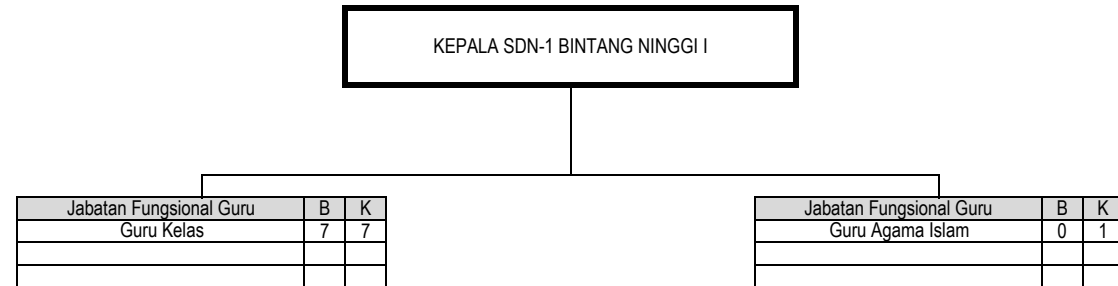 KEPALA SDN-1 BINTANG NINGGI I
Jabatan Fungsional Guru B K
Guru Kelas 7 7
Jabatan Fungsional Guru B K
Guru Agama Islam 0 1